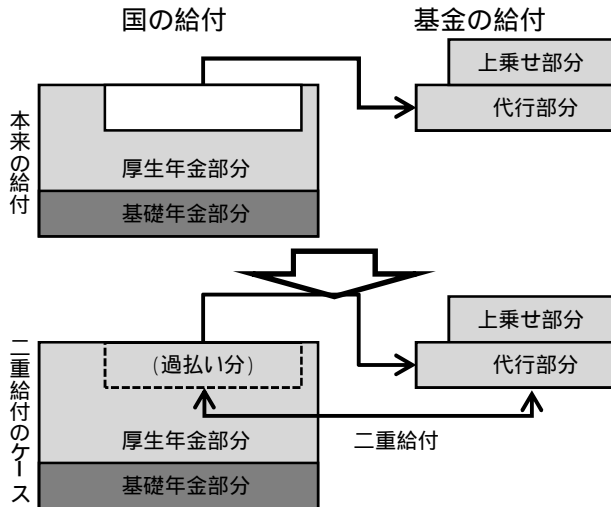 国の給付
基金の給付
本来の給付
上乗せ部分
代行部分
厚生年金部分
基礎年金部分
二重給付のケース
上乗せ部分
(過払い分)
代行部分
二重給付
厚生年金部分
基礎年金部分